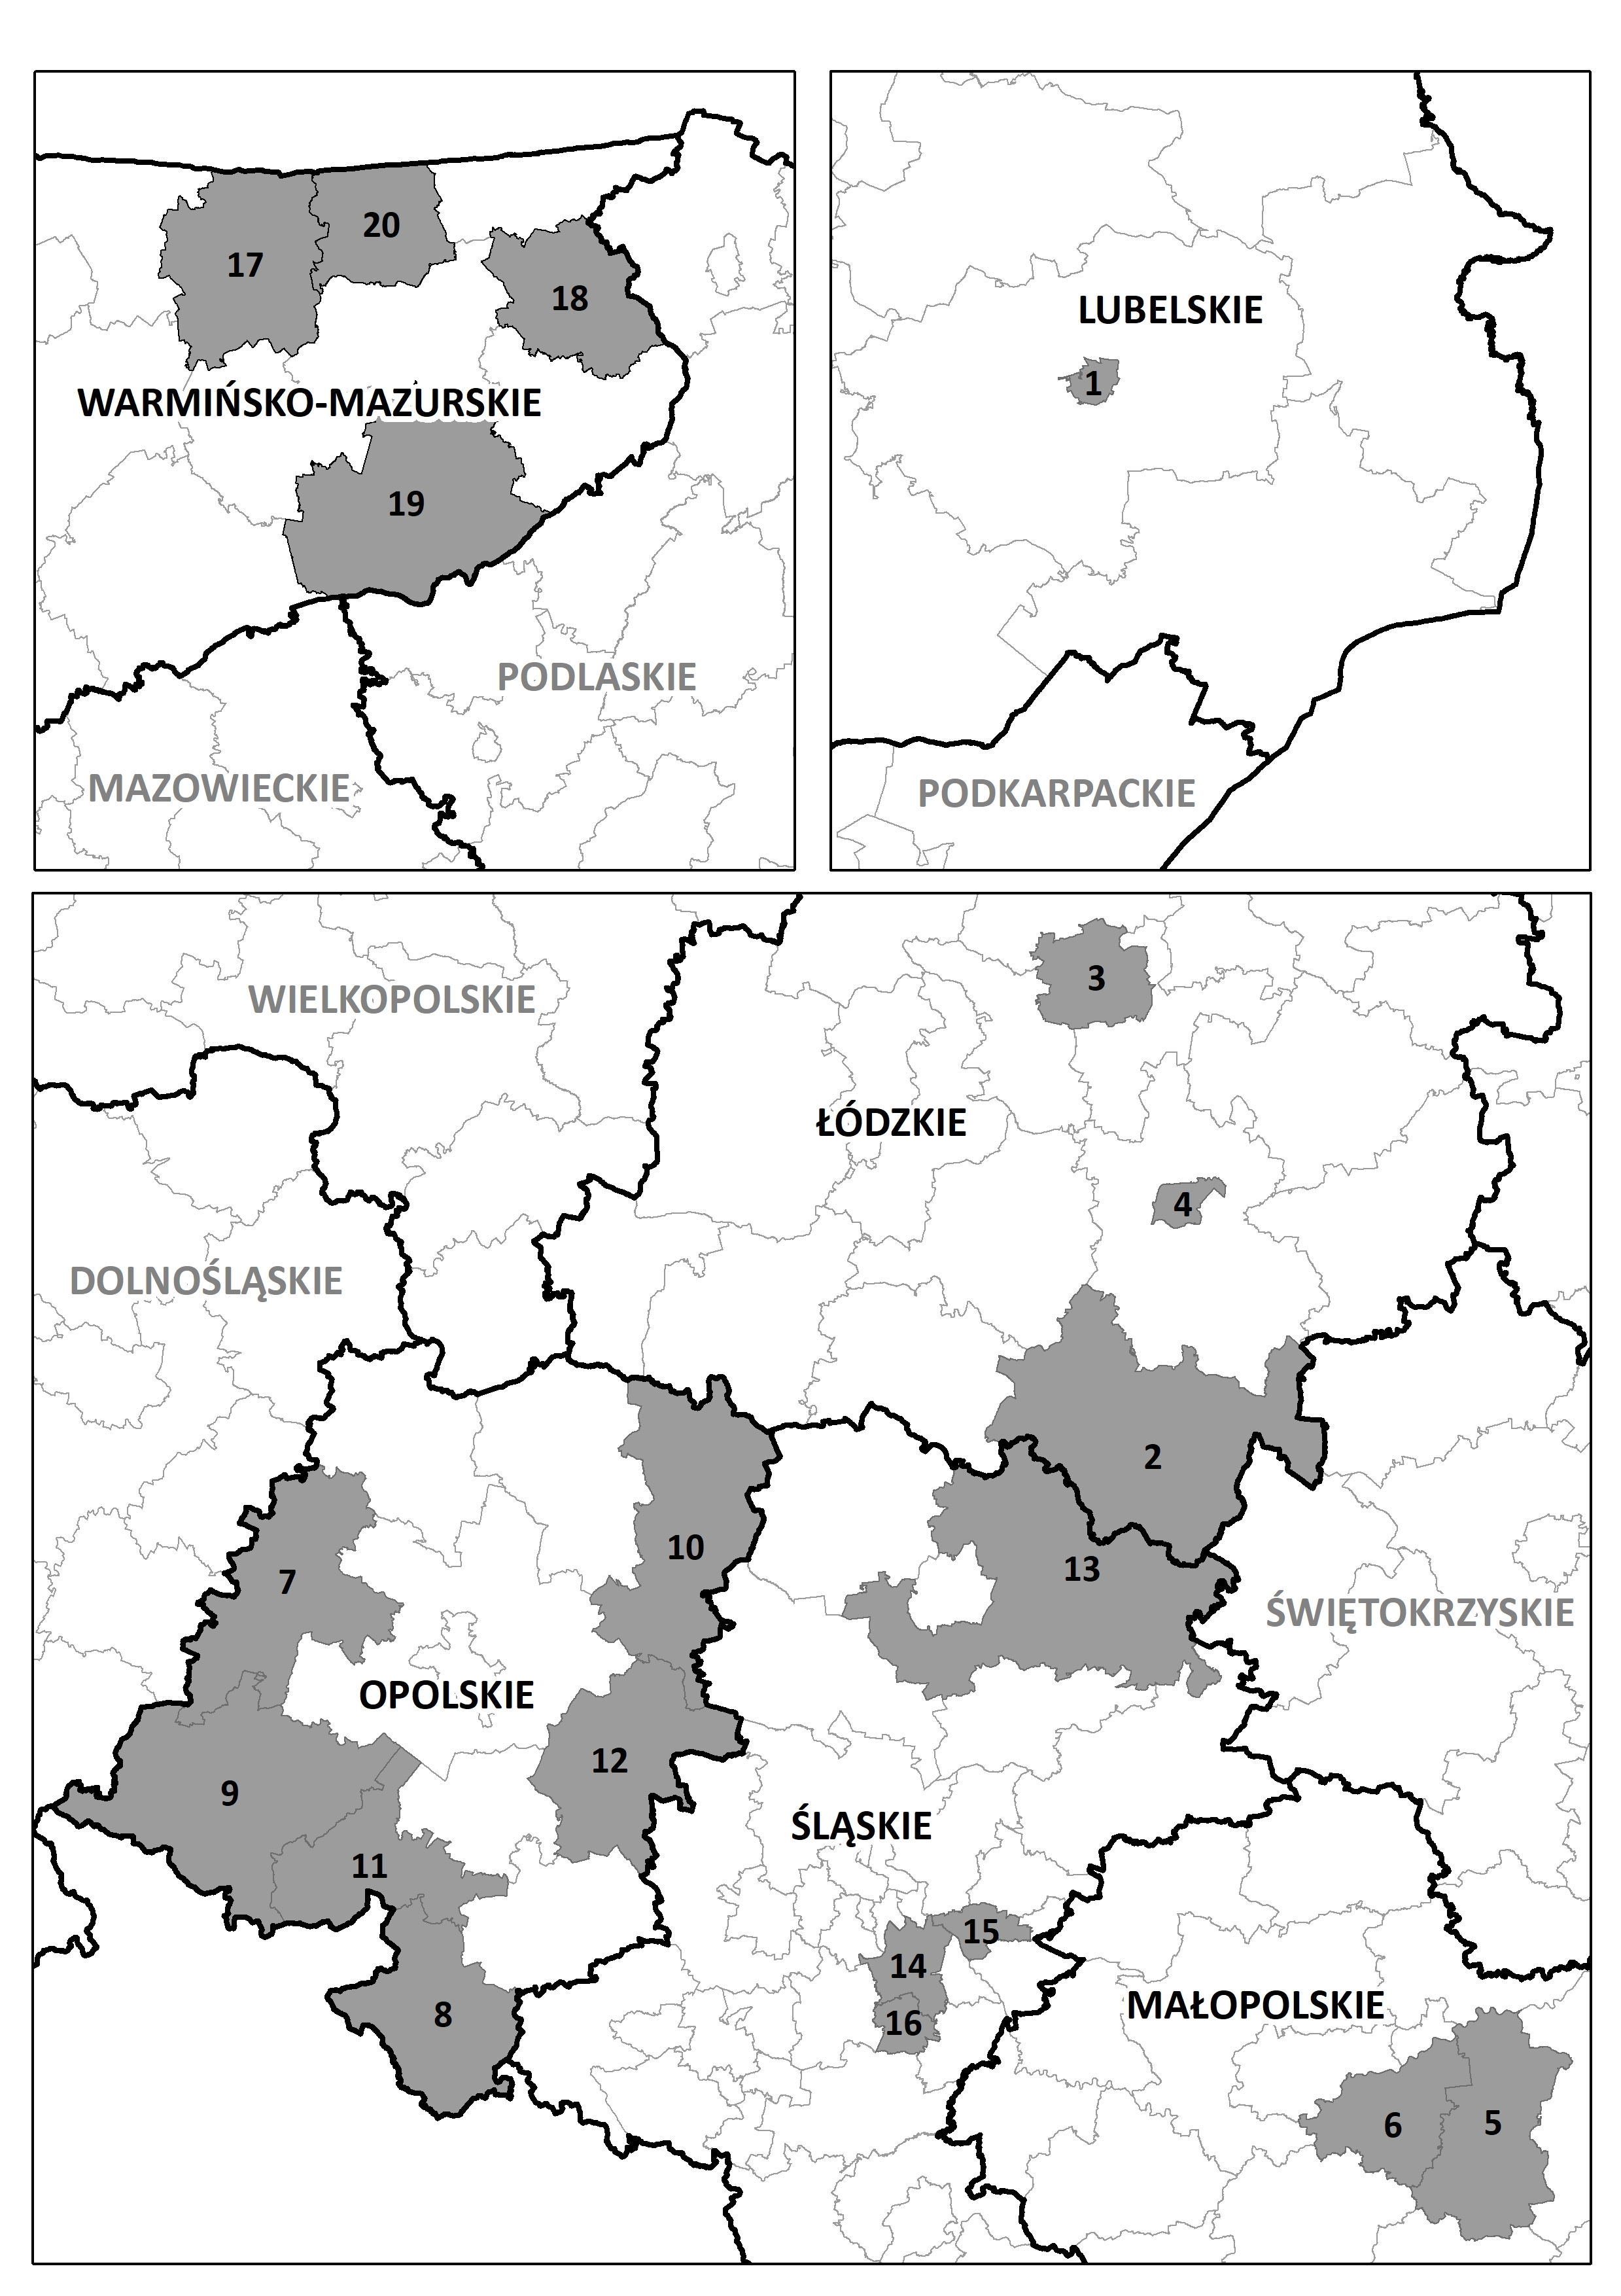 20
17
18
WARMIŃSKO-MAZURSKIE
19
PODLASKIE
MAZOWIECKIE
LUBELSKIE
1
PODKARPACKIE
3
WIELKOPOLSKIE
ŁÓDZKIE
4
DOLNOŚLĄSKIE
2
10
13
7
ŚWIĘTOKRZYSKIE
OPOLSKIE
12
9
ŚLĄSKIE
11
15
14
MAŁOPOLSKIE
8
16
6
5